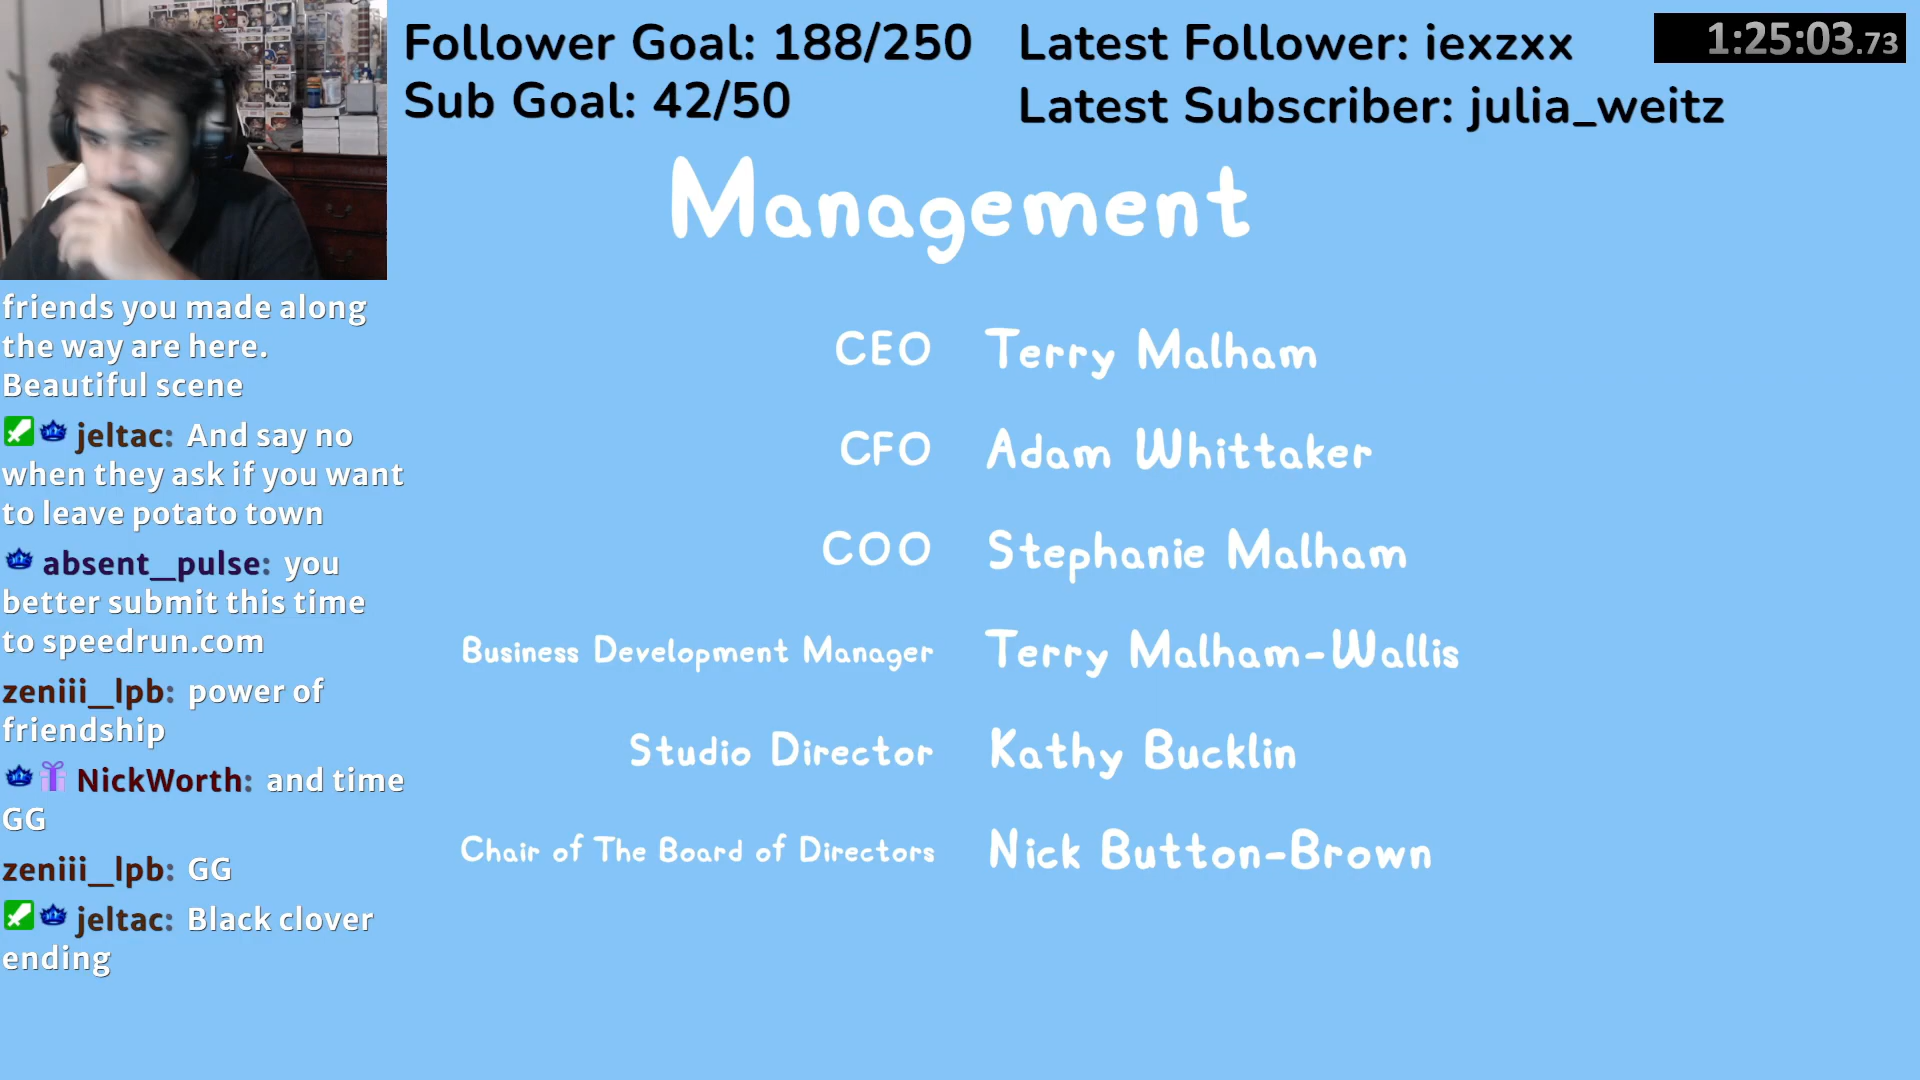 Follower Goal: 188/250
Sub Goal: 42/50
Latest Follower: iexzxx
Latest Subscriber: julia_weitz
1:25:03.73
Management
CEO Terry Malham
CFO Adam Whittaker
COO Stephanie Malham
Business Development Manager Terry Malham-Wallis
Studio Director Kathy Bucklin
Chair of The Board of Directors Nick Button-Brown
friends you made along
the way are here.
Beautiful scene
jeltac: And say no
when they ask if you want
to leave potato town
absent_pulse: you
better submit this time
to speedrun.com
zeniii_lpb: power of
friendship
NickWorth: and time
GG
zeniii_lpb: GG
jeltac: Black clover
ending